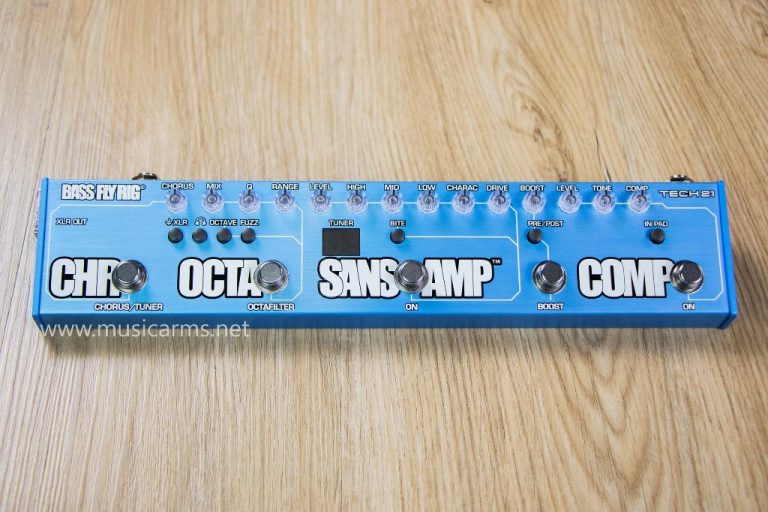 BASS FLY RIG®
CHORUS MIX Q RANGE LEVEL HIGH MID LOW CHARAC DRIVE BOOST LEVEL TONE COMP
TECH 21
XLR OUT
XLR OCTAVE FUZZ TUNER BITE PRE/POST IN PAD
CHR OCTA SANS AMP™ COMP
CHORUS/TUNER OCTAFILTER ON BOOST ON
www.musicarms.net